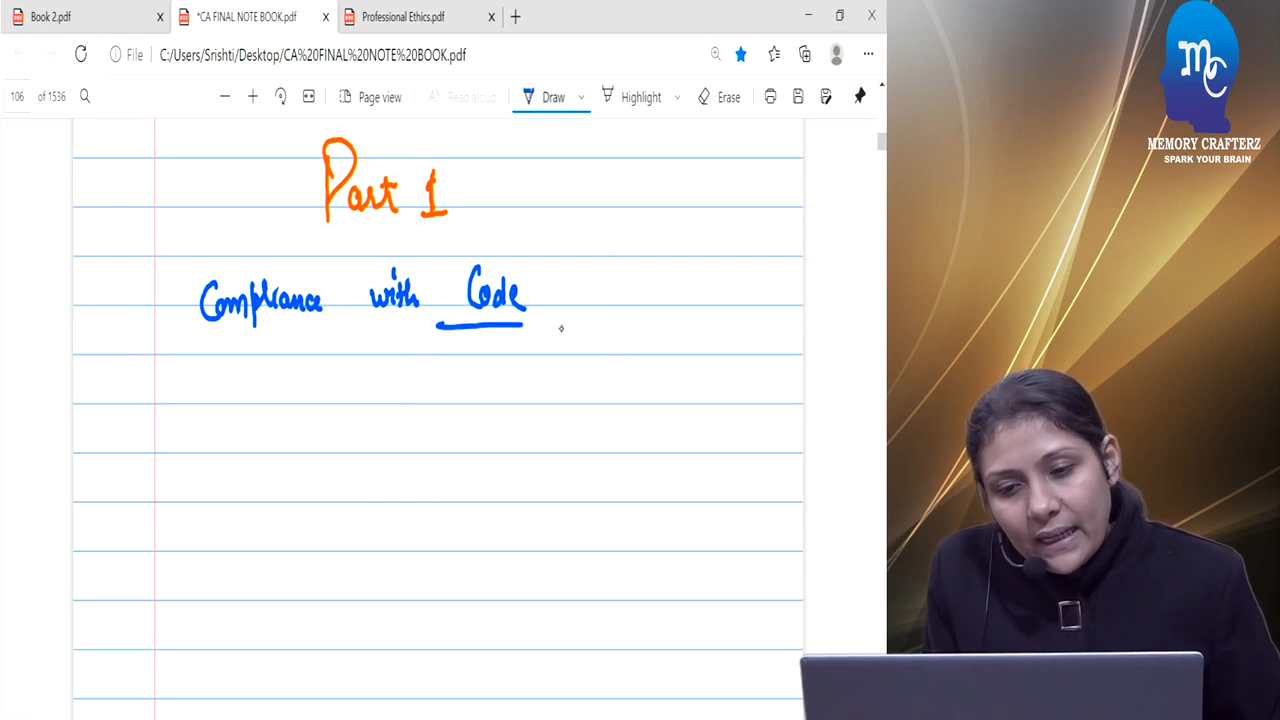 Book 2.pdf
*CA FINAL NOTE BOOK.pdf
Professional Ethics.pdf
File
C:/Users/Srishti/Desktop/CA%20FINAL%20NOTE%20BOOK.pdf
106 of 1536
Page view
Read aloud
Draw
Highlight
Erase
Part 1
Compliance with Code
MC
MEMORY CRAFTERZ
SPARK YOUR BRAIN